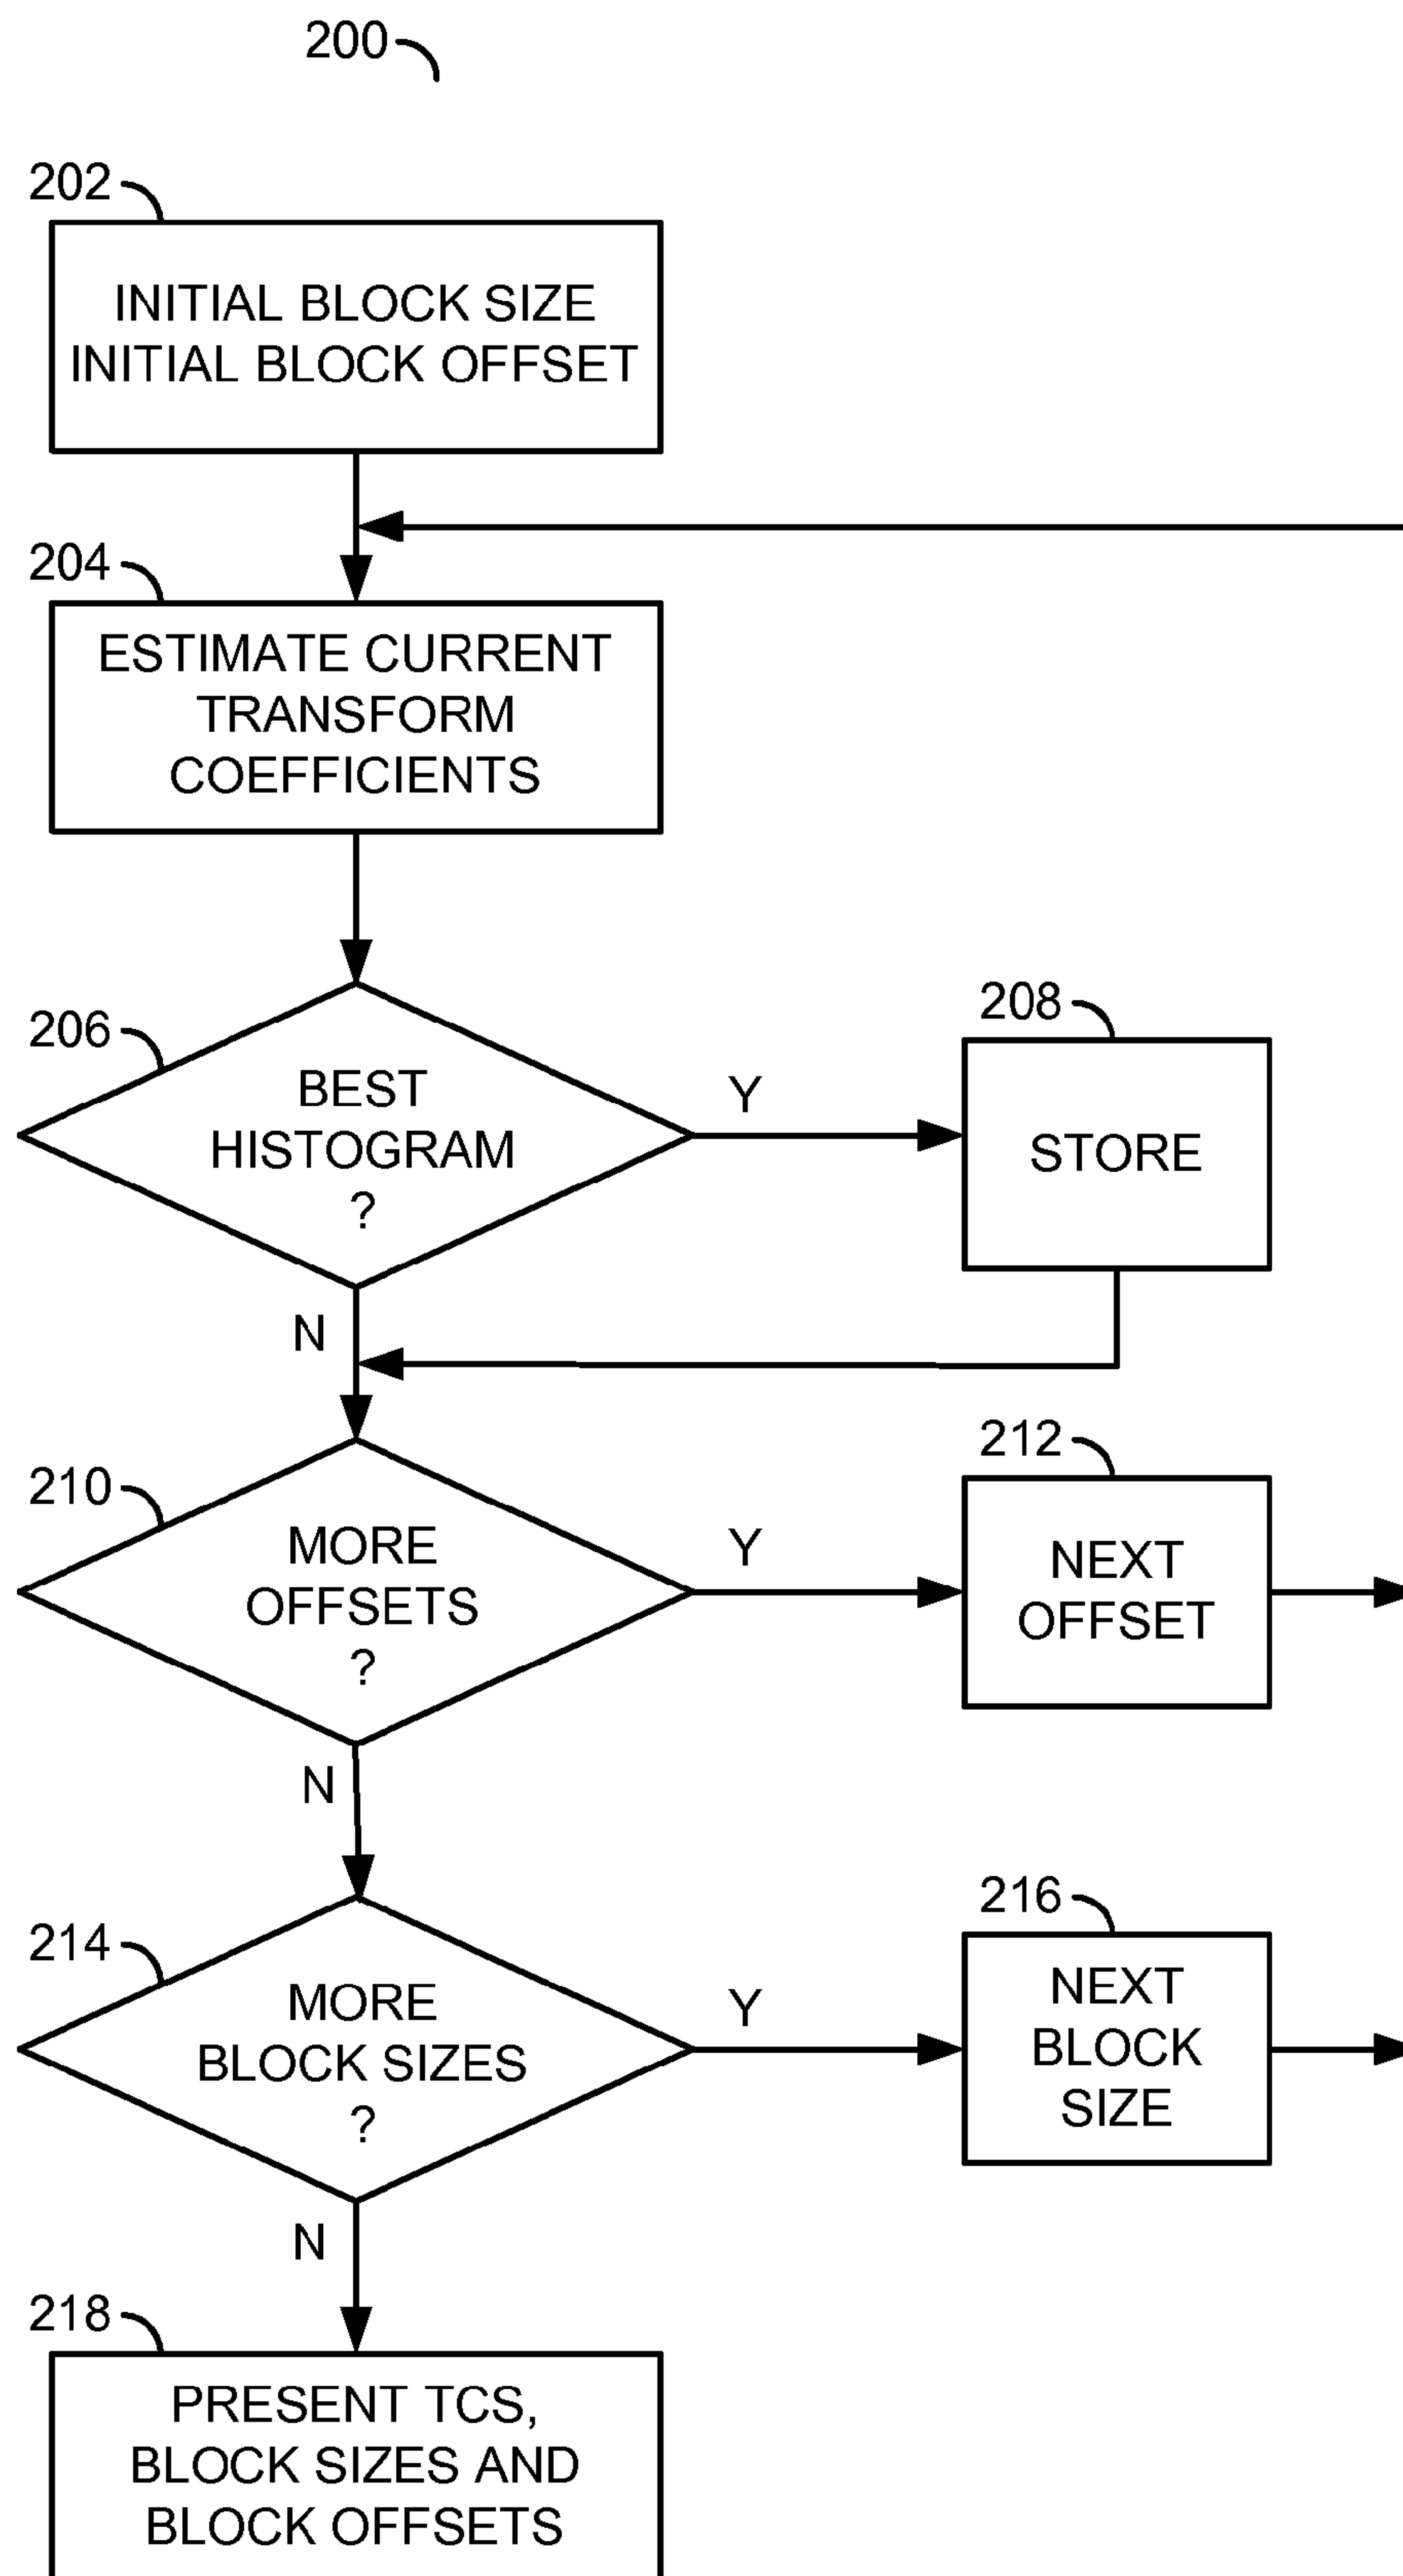 200
202
INITIAL BLOCK SIZE
INITIAL BLOCK OFFSET
204
ESTIMATE CURRENT
TRANSFORM
COEFFICIENTS
206
BEST
HISTOGRAM
?
Y
208
STORE
N
210
MORE
OFFSETS
?
Y
212
NEXT
OFFSET
N
214
MORE
BLOCK SIZES
?
Y
216
NEXT
BLOCK
SIZE
N
218
PRESENT TCS,
BLOCK SIZES AND
BLOCK OFFSETS